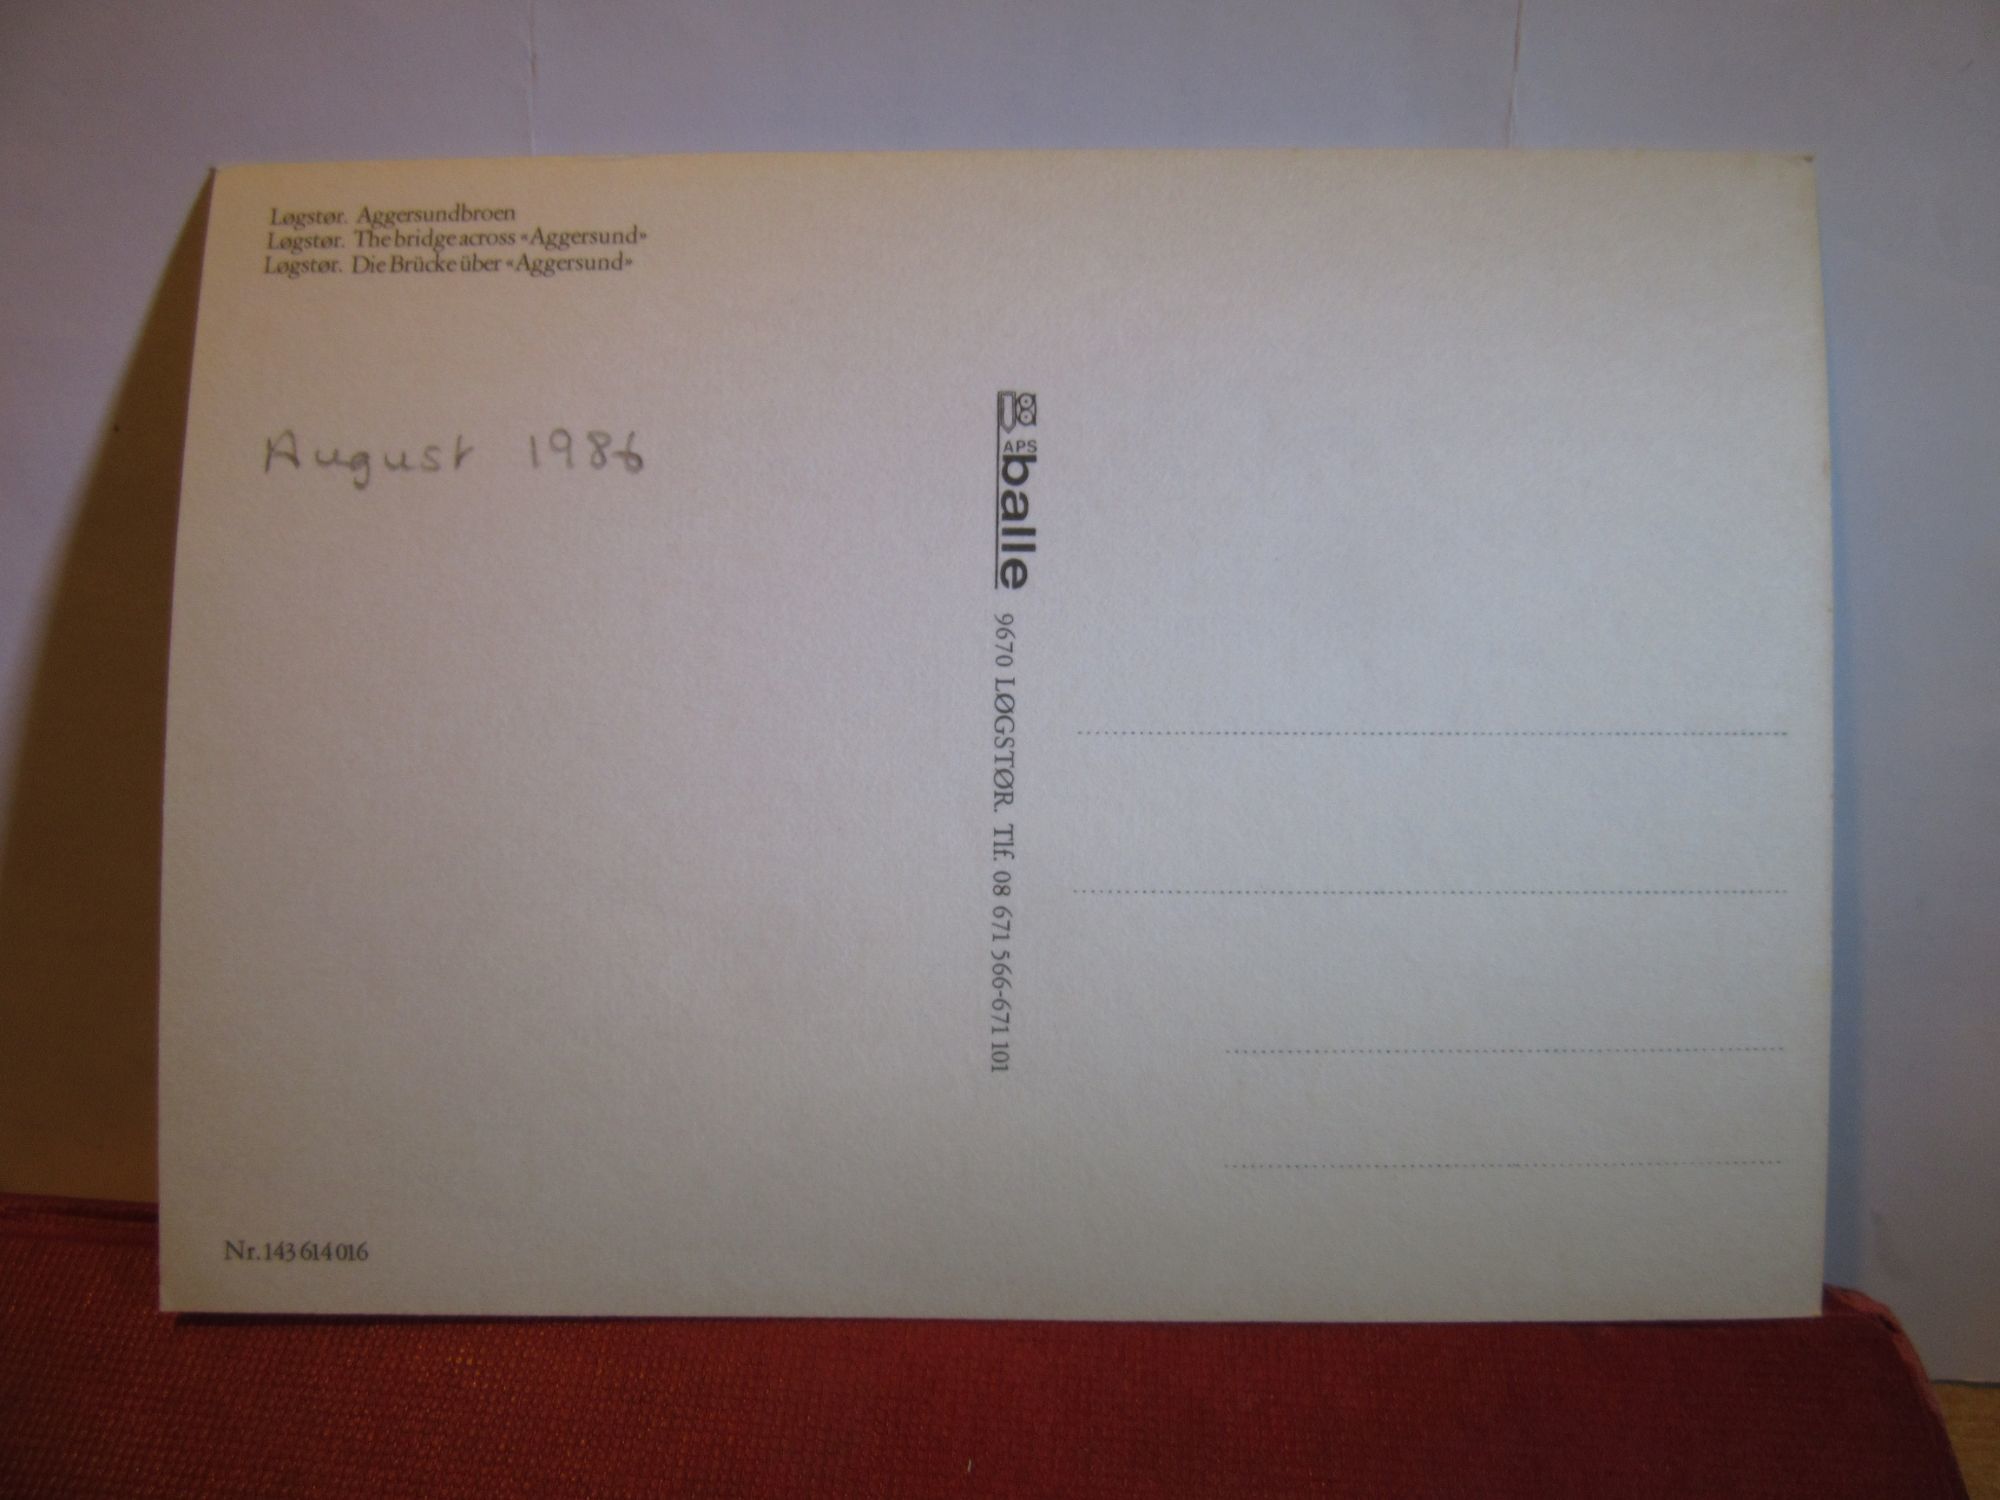 Løgstør. Aggersundbroen
Løgstør. The bridge across «Aggersund»
Løgstør. Die Brücke über «Aggersund»
August 1986
APS
balle
9670 LØGSTØR. Tlf. 08 671 566-671 101
Nr. 143 614 016